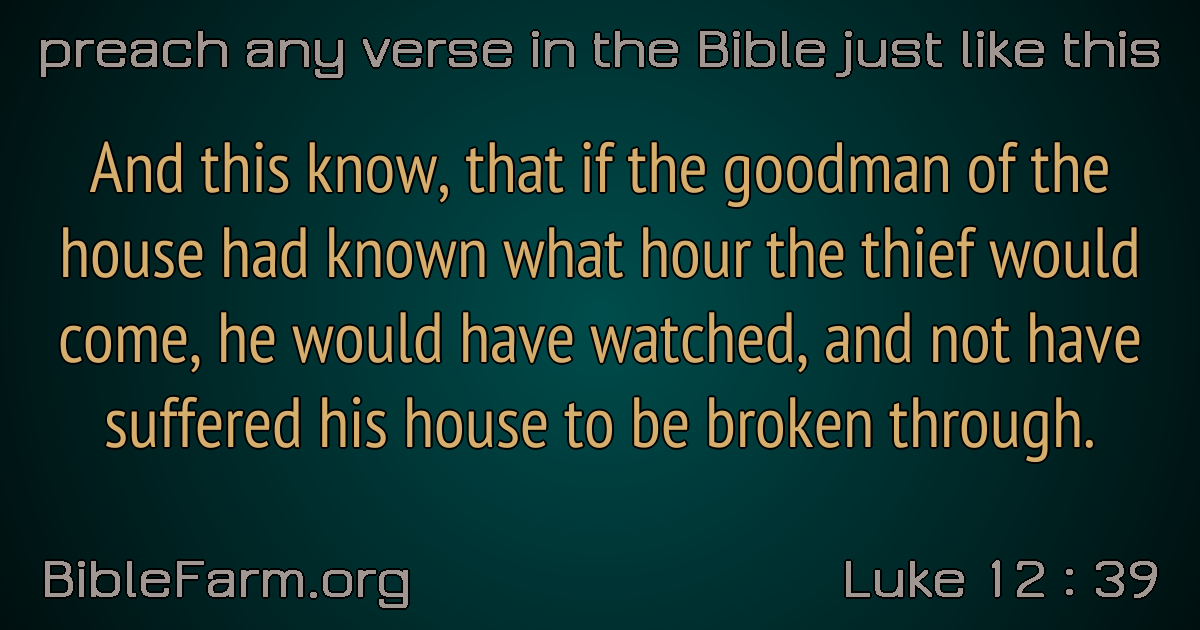 preach any verse in the Bible just like this
And this know, that if the goodman of the
house had known what hour the thief would
come, he would have watched, and not have
suffered his house to be broken through.
BibleFarm.org
Luke 12 : 39